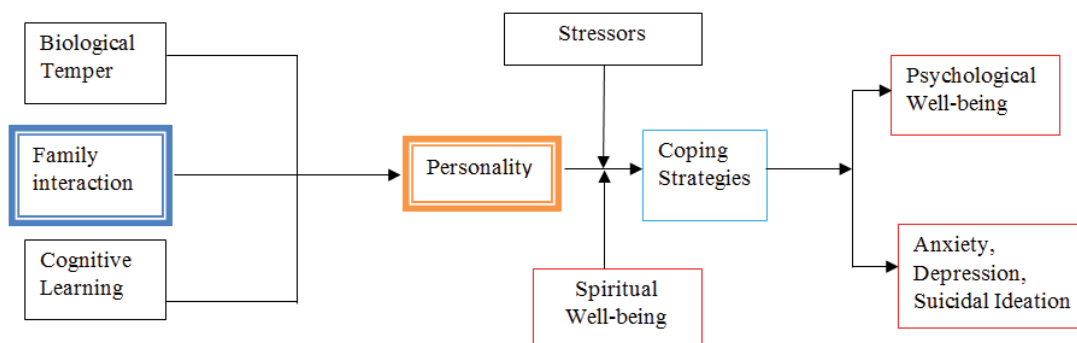 Biological
Temper
Family
interaction
Cognitive
Learning
Personality
Stressors
Spiritual
Well-being
Coping
Strategies
Psychological
Well-being
Anxiety,
Depression,
Suicidal Ideation